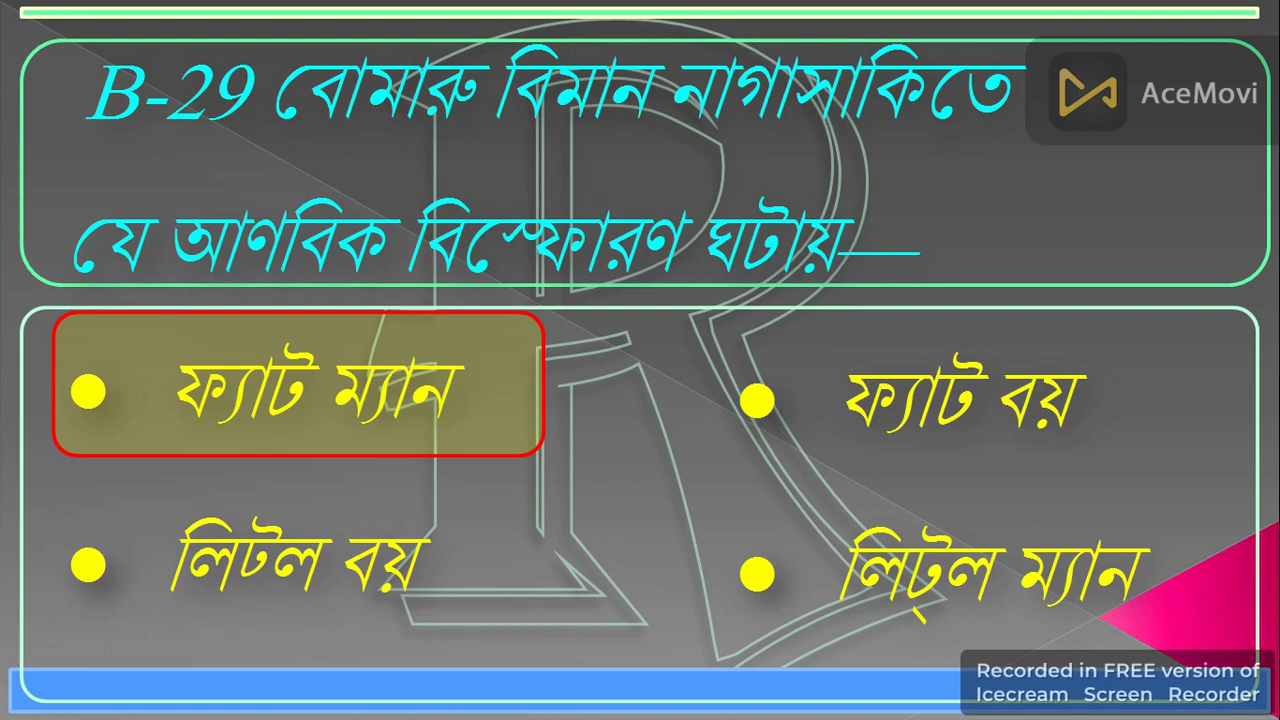 B-29 বোমারু বিমান নাগাসাকিতে
AceMovi
যে আণবিক বিস্ফোরণ ঘটায়—
● ফ্যাট ম্যান
● ফ্যাট বয়
● লিটল বয়
● লিট্ল ম্যান
Recorded in FREE version of
Icecream Screen Recorder